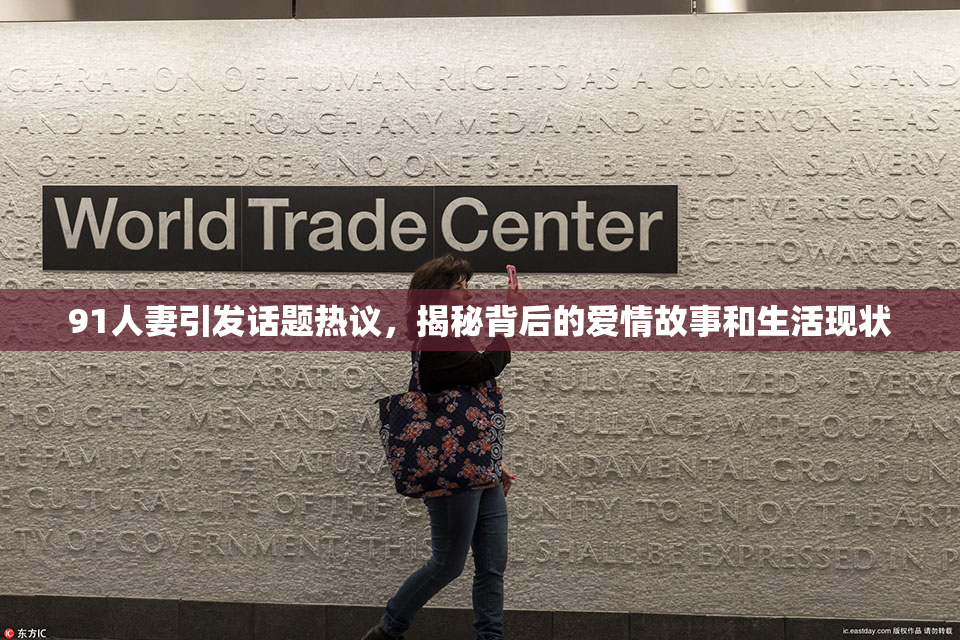 CLARATION OF HUMAN RIGHTS AS A COMMON STAND
AND IDEAS THROUGH ANY MEDIA AND EVERYONE HAS
OF THIS PLEDGE NO ONE SHALL BE HELD IN SLAVERY
World Trade Center
ECTIVE RECOGN
ACT TOWARDS O
91人妻引发话题热议，揭秘背后的爱情故事和生活现状
IN THIS DECLARATION FULLY REALIZED EVERYO
THOUGHT MEN AND OF FULL AGE, WITHO
E FAMILY IS THE NATURA FUNDAMENTAL GROUP
CULTURAL LIFE OF THE UNITY, TO ENJOY THE ART
TY OF GOVERNMENT; THIS SHALL BE EXPRESSED IN P
东方IC
ic.eastday.com 版权作品 请勿转载